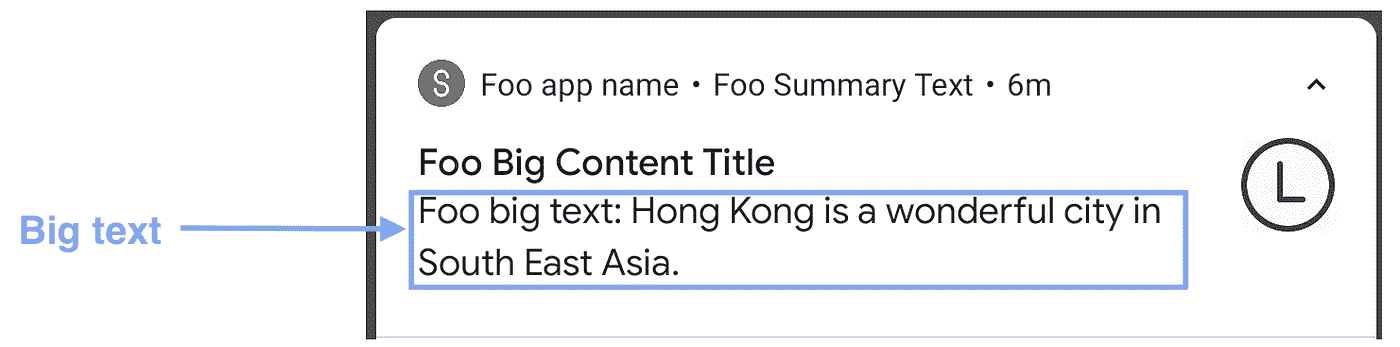 S Foo app name • Foo Summary Text • 6m
Foo Big Content Title
L
Big text
Foo big text: Hong Kong is a wonderful city in
South East Asia.